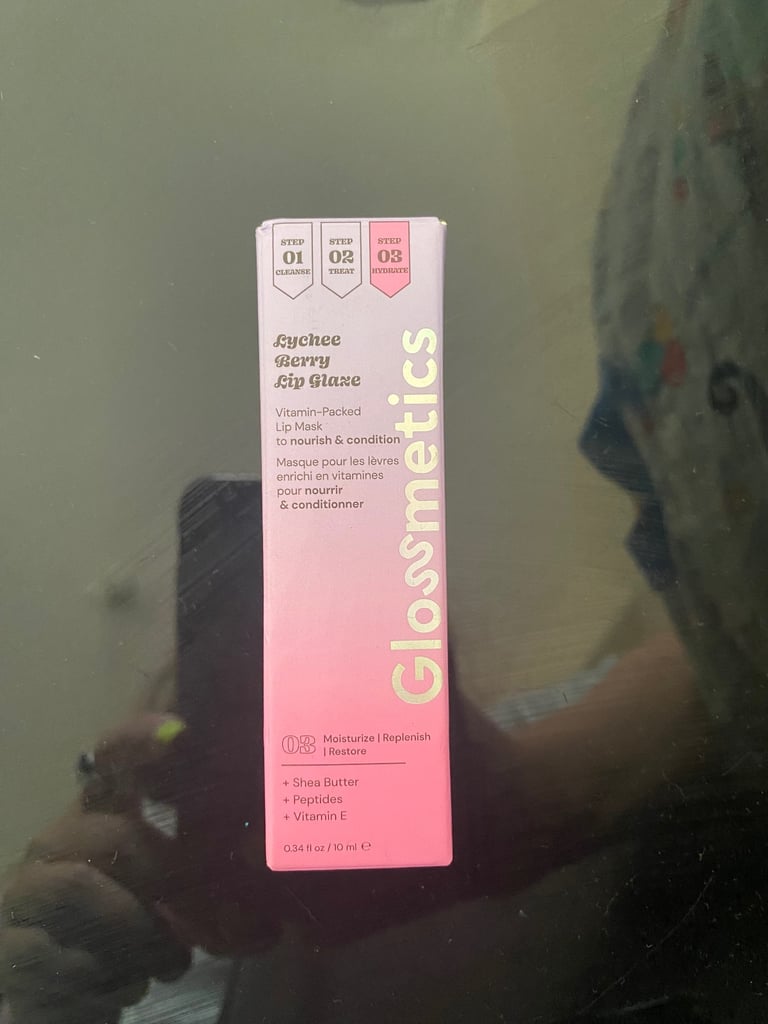 STEP
01
CLEANSE
STEP
02
TREAT
STEP
03
HYDRATE
Lychee
Berry
Lip Glaze
Vitamin-Packed
Lip Mask
to nourish & condition
Masque pour les lèvres
enrichi en vitamines
pour nourrir
& conditionner
Glossmetics
03
Moisturize | Replenish
| Restore
+ Shea Butter
+ Peptides
+ Vitamin E
0.34 fl oz / 10 ml ℮